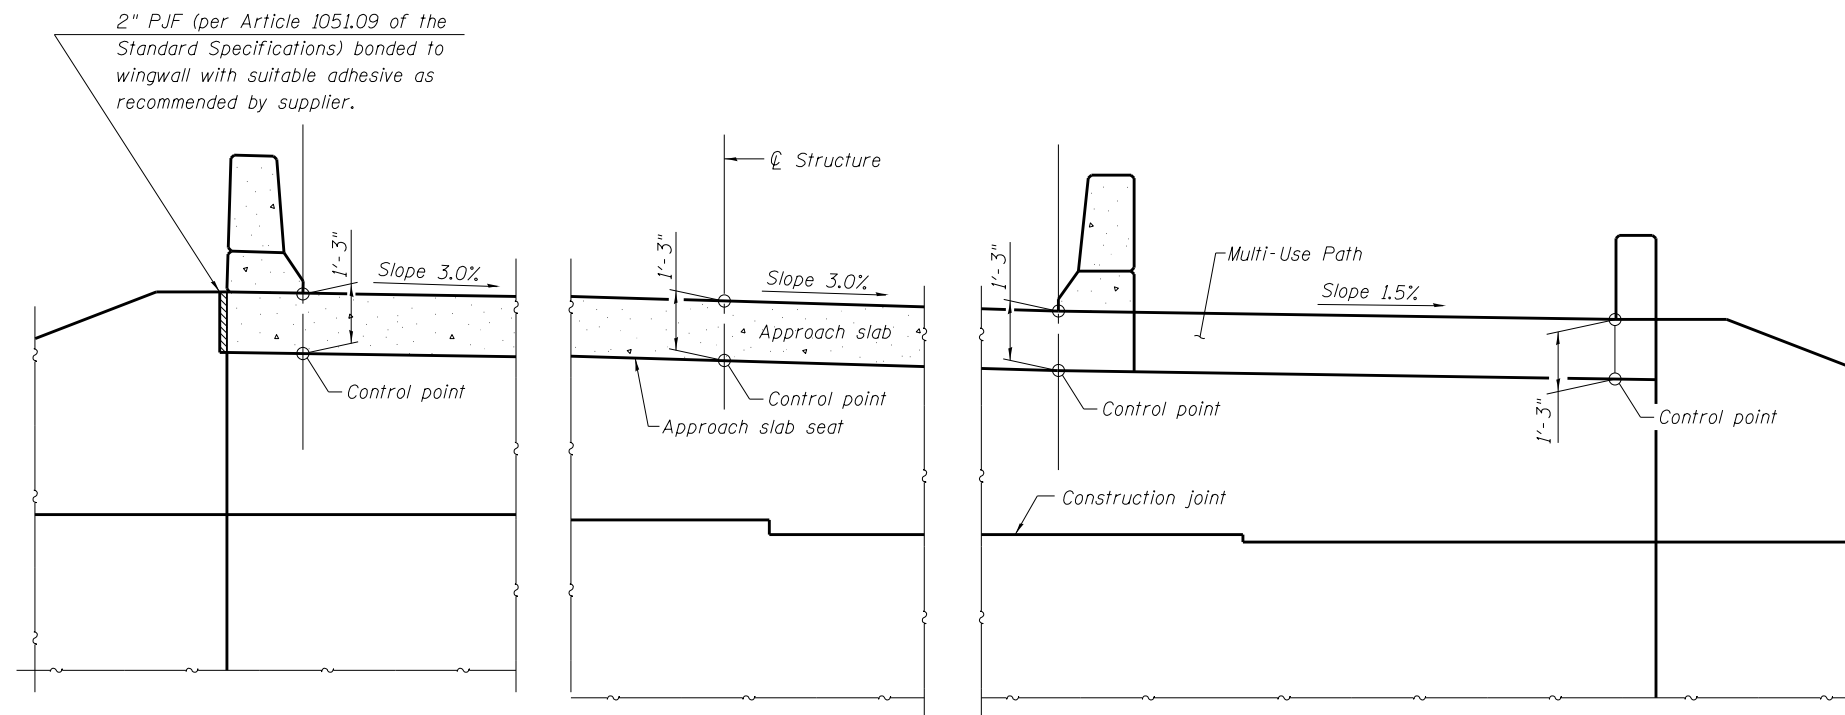 2" PJF (per Article 1051.09 of the
Standard Specifications) bonded to
wingwall with suitable adhesive as
recommended by supplier.
℄ Structure
1'-3"
Slope 3.0%
1'-3"
Slope 3.0%
1'-3"
Multi-Use Path
Slope 1.5%
Approach slab
Control point
Control point
Approach slab seat
Control point
1'-3"
Control point
Construction joint